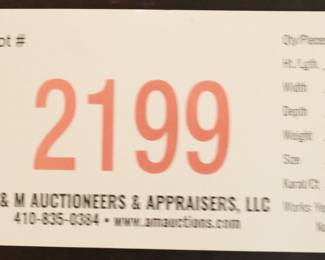 ot #
2199
& M AUCTIONEERS & APPRAISERS, LLC
410-835-0384 • www.amauctions.com
Qty/Pieces
Ht./Lgth.
Width
Depth
Weight
Size
Karat/Ct
Works: Ye
No